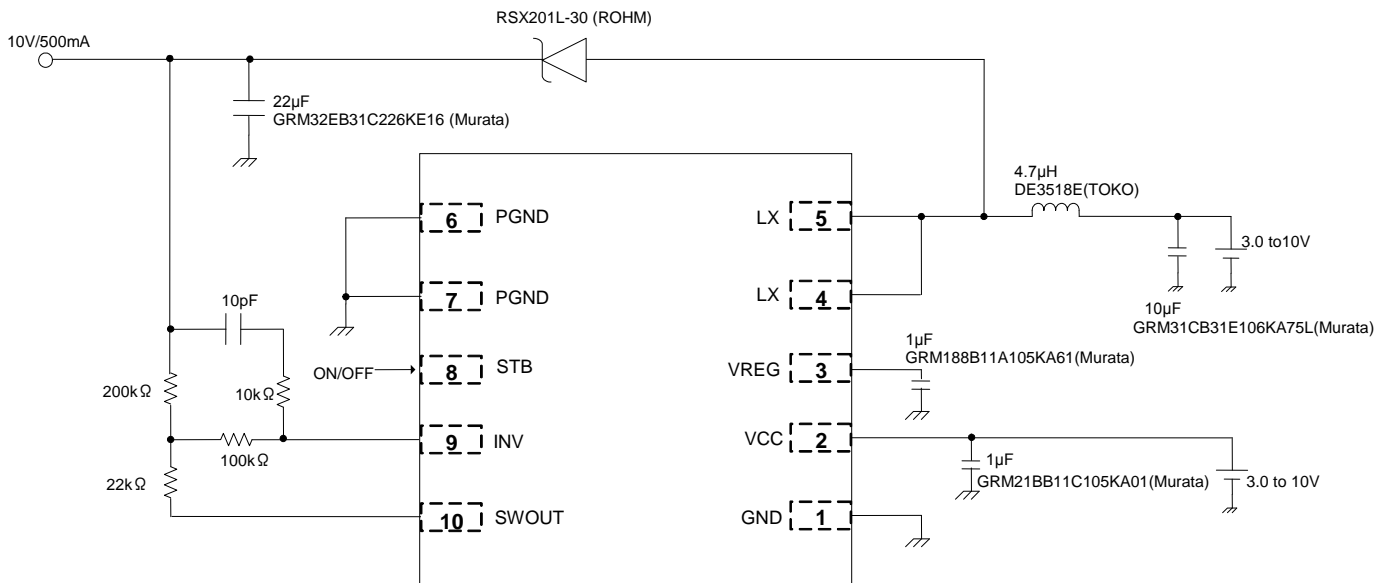 RSX201L-30 (ROHM)
10V/500mA
22µF
GRM32EB31C226KE16 (Murata)
4.7µH
DE3518E(TOKO)
6 PGND
LX 5
3.0 to10V
7 PGND
LX 4
10pF
10µF
GRM31CB31E106KA75L(Murata)
1µF
GRM188B11A105KA61(Murata)
ON/OFF
8 STB
VREG 3
200kΩ
10kΩ
9 INV
VCC 2
100kΩ
1µF
GRM21BB11C105KA01(Murata)
3.0 to 10V
22kΩ
10 SWOUT
GND 1